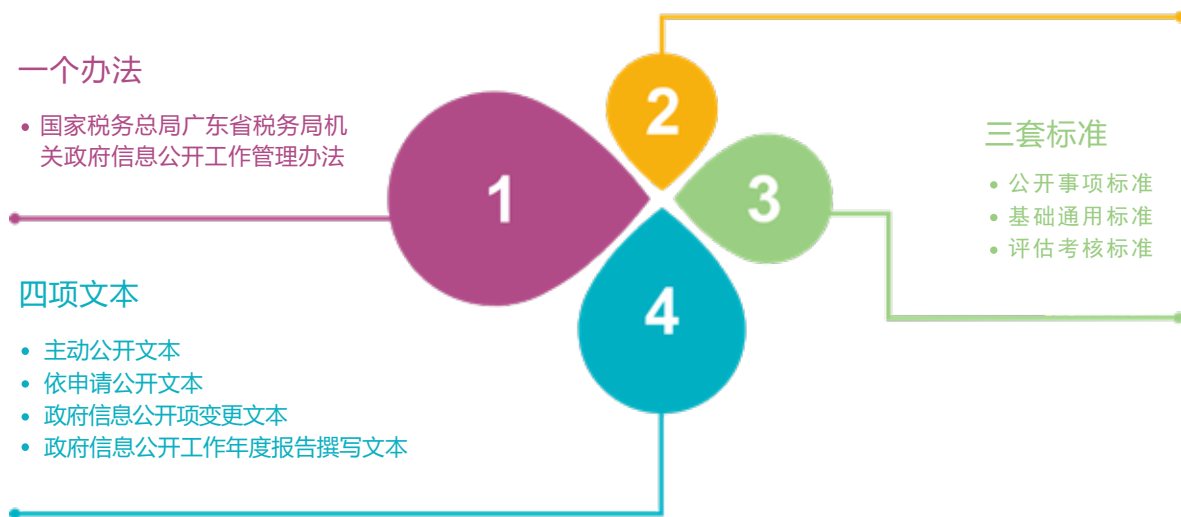 一个办法
• 国家税务总局广东省税务局机
关政府信息公开工作管理办法
1
2
3
4
三套标准
• 公开事项标准
• 基础通用标准
• 评估考核标准
四项文本
• 主动公开文本
• 依申请公开文本
• 政府信息公开项变更文本
• 政府信息公开工作年度报告撰写文本